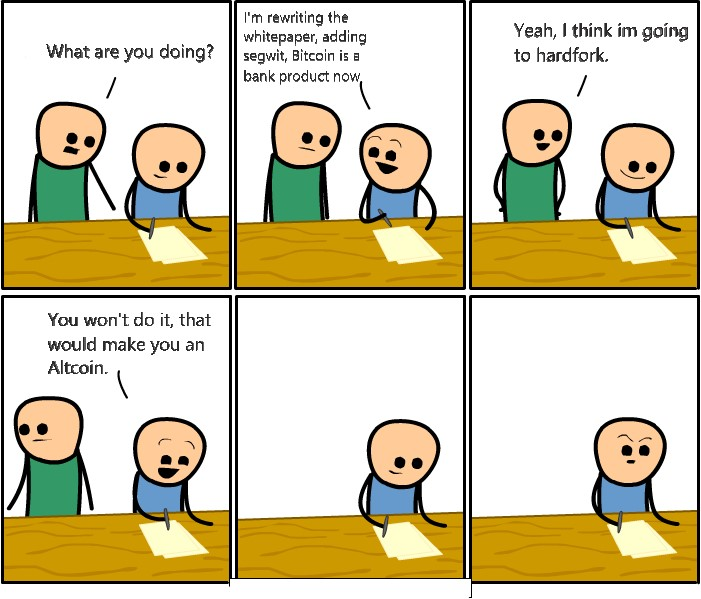 What are you doing?
I'm rewriting the
whitepaper, adding
segwit, Bitcoin is a
bank product now
Yeah, I think im going
to hardfork.
You won't do it, that
would make you an
Altcoin.